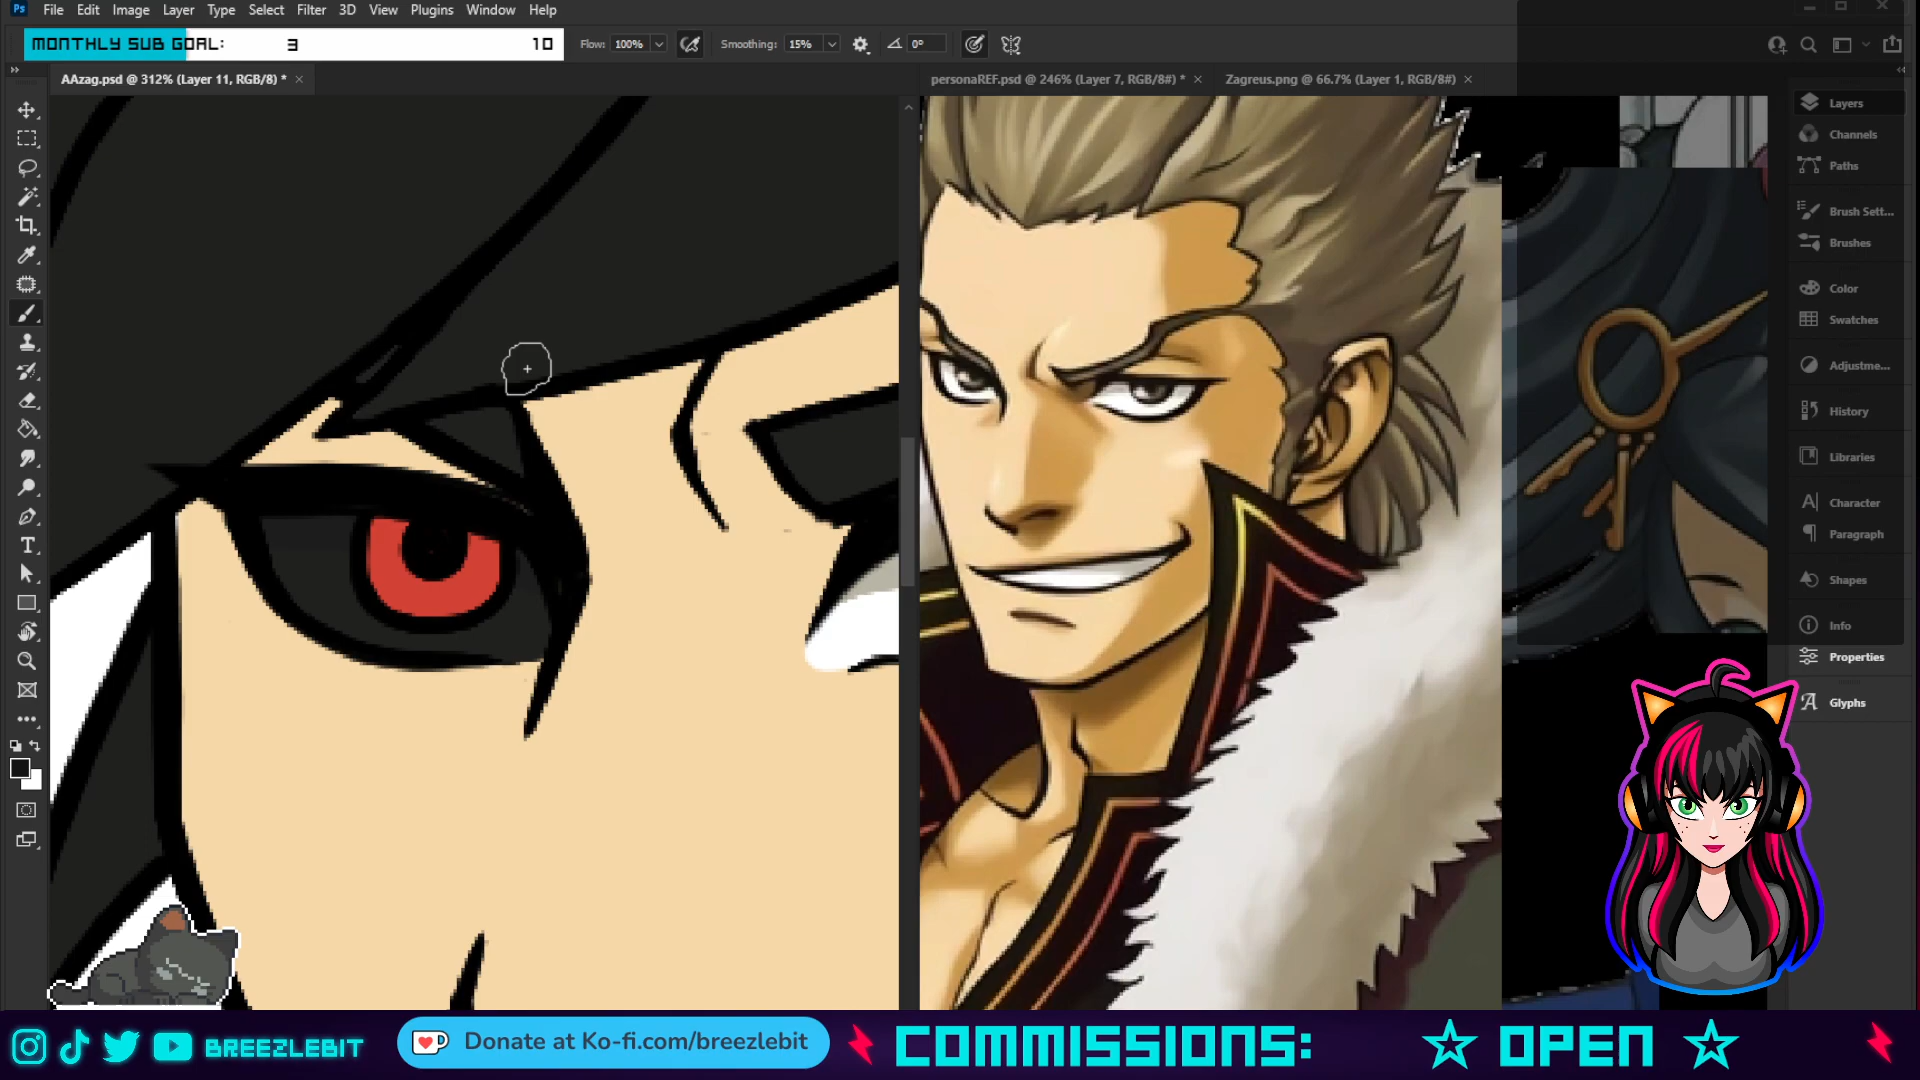 Ps File Edit Image Layer Type Select Filter 3D View Plugins Window Help
MONTHLY SUB GOAL: 3 10
Flow: 100% Smoothing: 15% 0°
AAzag.psd @ 312% (Layer 11, RGB/8) * ×
personaREF.psd @ 246% (Layer 7, RGB/8#) * × Zagreus.png @ 66.7% (Layer 1, RGB/8#) ×
Layers
Channels
Paths
Brush Sett...
Brushes
Color
Swatches
Adjustme...
History
Libraries
Character
Paragraph
Shapes
Info
Properties
Glyphs
BREEZLEBIT
Donate at Ko-fi.com/breezlebit
COMMISSIONS: OPEN